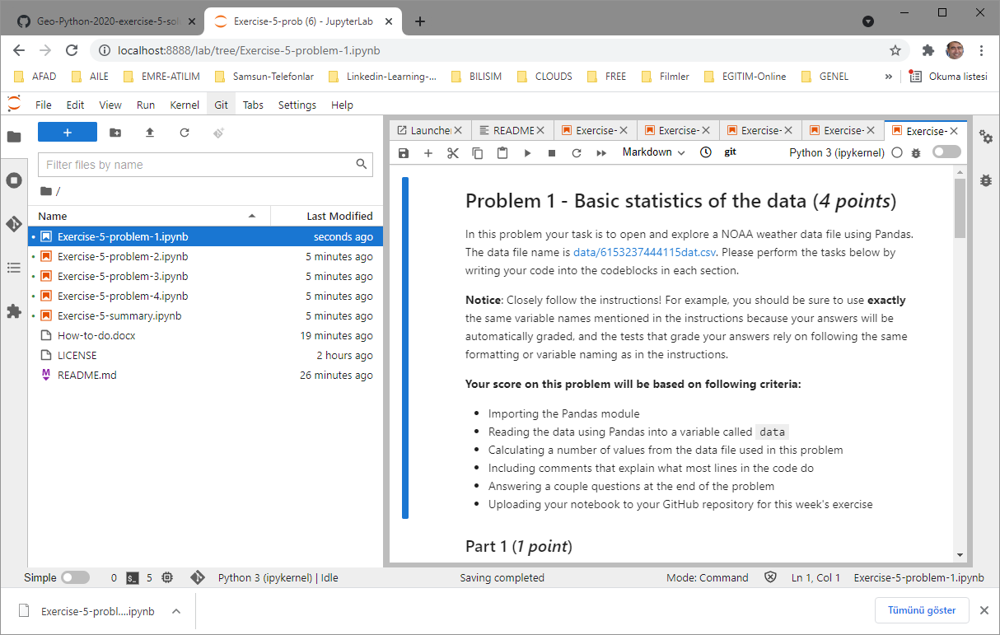 Geo-Python-2020-exercise-5-sol
Exercise-5-prob (6) - JupyterLab
localhost:8888/lab/tree/Exercise-5-problem-1.ipynb
AFAD AILE EMRE-ATILIM Samsun-Telefonlar Linkedin-Learning-... BILISIM CLOUDS FREE Filmler EGITIM-Online GENEL » Okuma listesi
File Edit View Run Kernel Git Tabs Settings Help
+
Filter files by name
/
Name Last Modified
Exercise-5-problem-1.ipynb seconds ago
Exercise-5-problem-2.ipynb 5 minutes ago
Exercise-5-problem-3.ipynb 5 minutes ago
Exercise-5-problem-4.ipynb 5 minutes ago
Exercise-5-summary.ipynb 5 minutes ago
How-to-do.docx 19 minutes ago
LICENSE 2 hours ago
README.md 26 minutes ago
Launche README Exercise- Exercise- Exercise- Exercise- Exercise-
Markdown git Python 3 (ipykernel)
Problem 1 - Basic statistics of the data (4 points)
In this problem your task is to open and explore a NOAA weather data file using Pandas.
The data file name is data/6153237444115dat.csv. Please perform the tasks below by
writing your code into the codeblocks in each section.
Notice: Closely follow the instructions! For example, you should be sure to use exactly
the same variable names mentioned in the instructions because your answers will be
automatically graded, and the tests that grade your answers rely on following the same
formatting or variable naming as in the instructions.
Your score on this problem will be based on following criteria:
• Importing the Pandas module
• Reading the data using Pandas into a variable called data
• Calculating a number of values from the data file used in this problem
• Including comments that explain what most lines in the code do
• Answering a couple questions at the end of the problem
• Uploading your notebook to your GitHub repository for this week's exercise
Part 1 (1 point)
Simple 0 5 Python 3 (ipykernel) | Idle Saving completed Mode: Command Ln 1, Col 1 Exercise-5-problem-1.ipynb
Exercise-5-probl....ipynb Tümünü göster